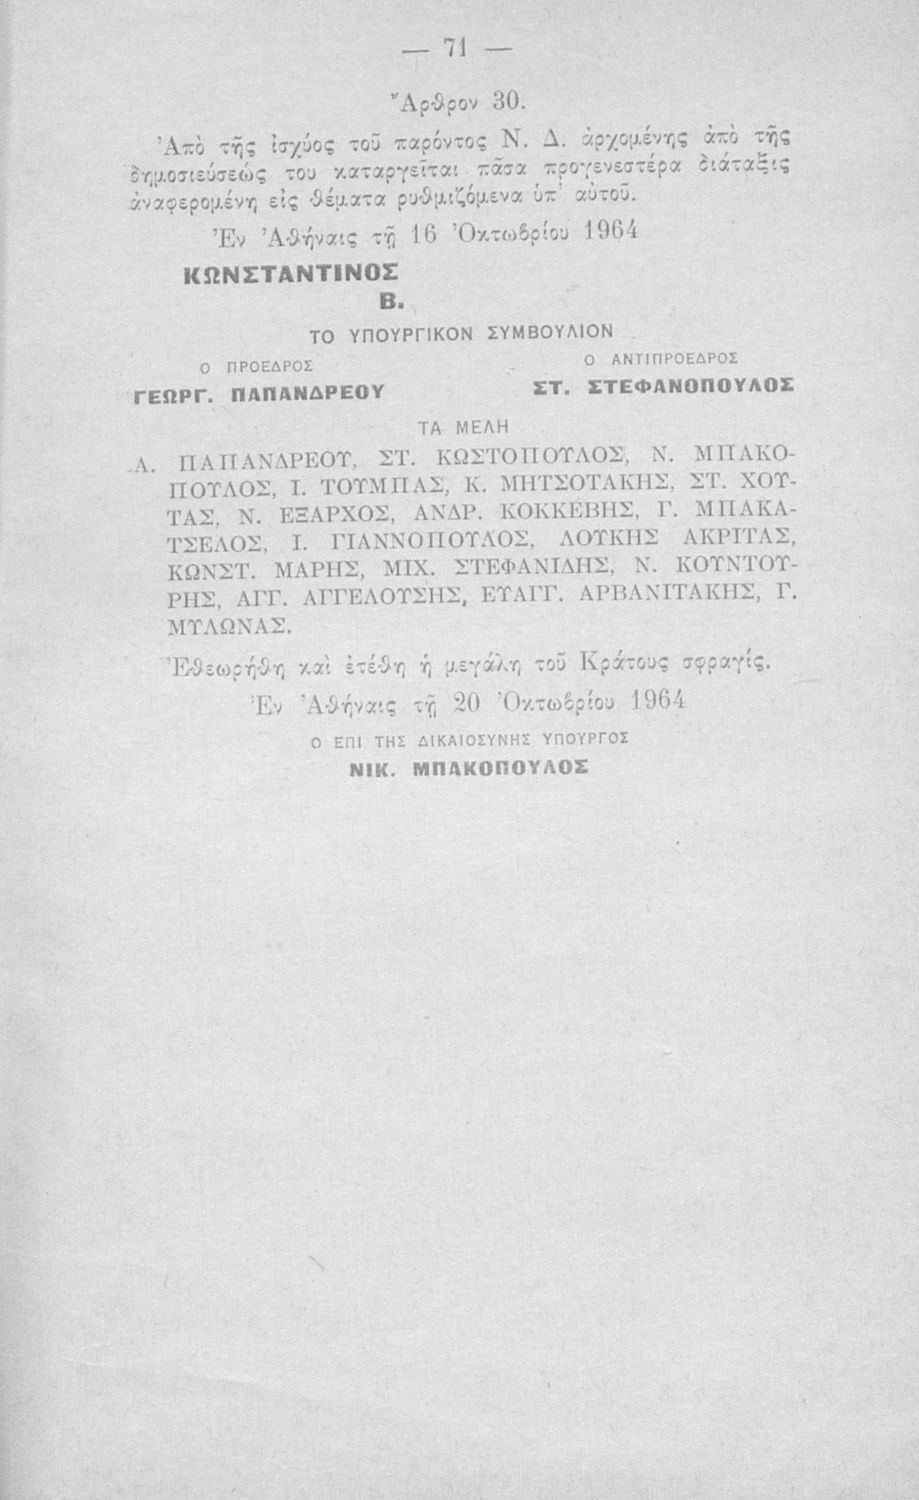 — 71 —
Ἄρθρον 30.
Ἀπὸ τῆς ἰσχύος τοῦ παρόντος Ν. Δ. ἀρχομένης ἀπὸ τῆς
δημοσιεύσεώς του καταργεῖται πᾶσα προγενεστέρα διάταξις
ἀναφερομένη εἰς θέματα ρυθμιζόμενα ὑπ' αὐτοῦ.
Ἐν Ἀθήναις τῇ 16 Ὀκτωβρίου 1964
ΚΩΝΣΤΑΝΤΙΝΟΣ
Β.
ΤΟ ΥΠΟΥΡΓΙΚΟΝ ΣΥΜΒΟΥΛΙΟΝ
Ο ΠΡΟΕΔΡΟΣ Ο ΑΝΤΙΠΡΟΕΔΡΟΣ
ΓΕΩΡΓ. ΠΑΠΑΝΔΡΕΟΥ ΣΤ. ΣΤΕΦΑΝΟΠΟΥΛΟΣ
ΤΑ ΜΕΛΗ
Α. ΠΑΠΑΝΔΡΕΟΥ, ΣΤ. ΚΩΣΤΟΠΟΥΛΟΣ, Ν. ΜΠΑΚΟ-
ΠΟΥΛΟΣ, Ι. ΤΟΥΜΠΑΣ, Κ. ΜΗΤΣΟΤΑΚΗΣ, ΣΤ. ΧΟΥ-
ΤΑΣ, Ν. ΕΞΑΡΧΟΣ, ΑΝΔΡ. ΚΟΚΚΕΒΗΣ, Γ. ΜΠΑΚΑ-
ΤΣΕΛΟΣ, Ι. ΓΙΑΝΝΟΠΟΥΛΟΣ, ΛΟΥΚΗΣ ΑΚΡΙΤΑΣ,
ΚΩΝΣΤ. ΜΑΡΗΣ, ΜΙΧ. ΣΤΕΦΑΝΙΔΗΣ, Ν. ΚΟΥΝΤΟΥ-
ΡΗΣ, ΑΓΓ. ΑΓΓΕΛΟΥΣΗΣ, ΕΥΑΓΓ. ΑΡΒΑΝΙΤΑΚΗΣ, Γ.
ΜΥΛΩΝΑΣ.
Ἐθεωρήθη καὶ ἐτέθη ἡ μεγάλη τοῦ Κράτους σφραγίς.
Ἐν Ἀθήναις τῇ 20 Ὀκτωβρίου 1964
Ο ΕΠΙ ΤΗΣ ΔΙΚΑΙΟΣΥΝΗΣ ΥΠΟΥΡΓΟΣ
ΝΙΚ. ΜΠΑΚΟΠΟΥΛΟΣ